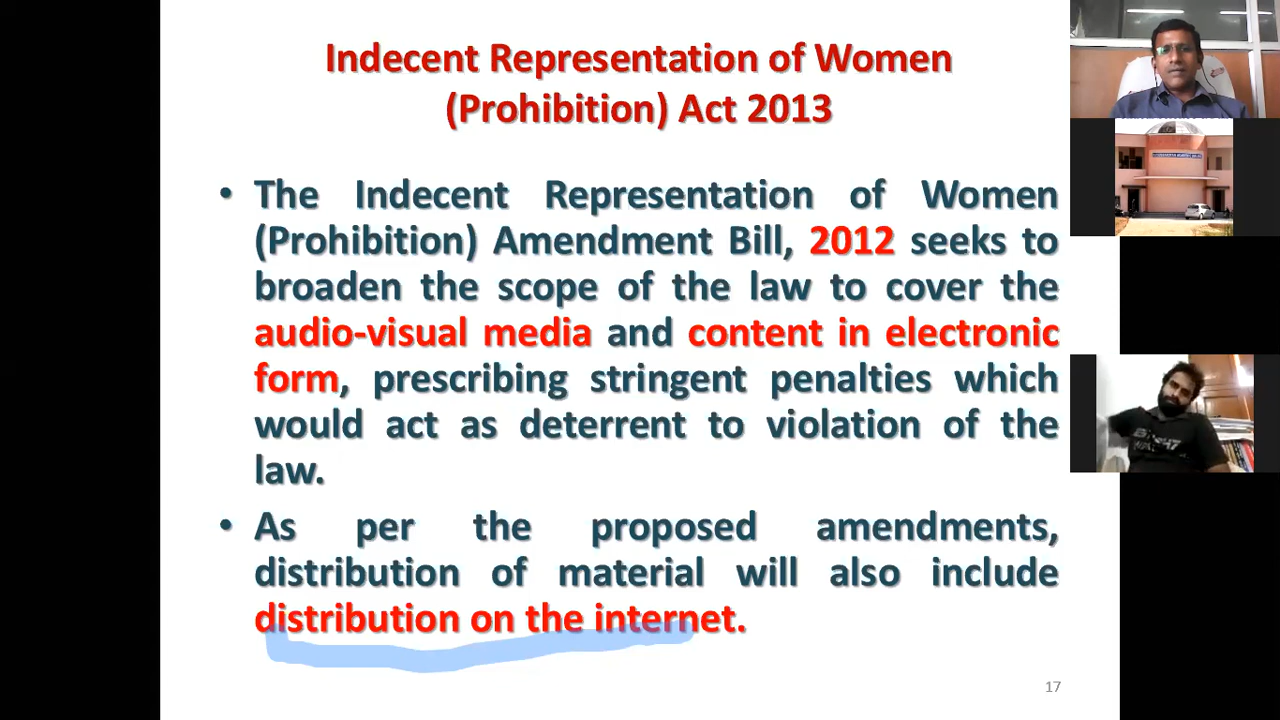 Indecent Representation of Women
(Prohibition) Act 2013
• The Indecent Representation of Women
(Prohibition) Amendment Bill, 2012 seeks to
broaden the scope of the law to cover the
audio-visual media and content in electronic
form, prescribing stringent penalties which
would act as deterrent to violation of the
law.
• As per the proposed amendments,
distribution of material will also include
distribution on the internet.
17